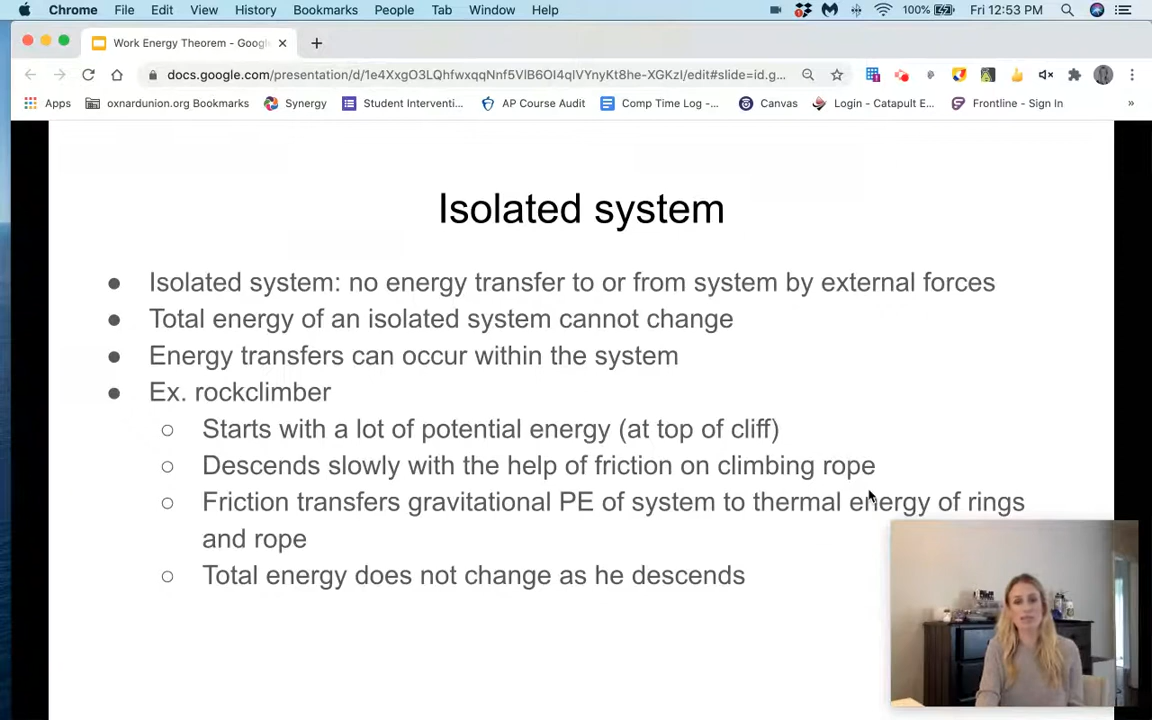 Chrome File Edit View History Bookmarks People Tab Window Help 100% Fri 12:53 PM
Work Energy Theorem - Googl
docs.google.com/presentation/d/1e4XxgO3LQhfwxqqNnf5VlB6OI4qlVYnyKt8he-XGKzI/edit#slide=id.g...
Apps oxnardunion.org Bookmarks Synergy Student Interventi... AP Course Audit Comp Time Log -... Canvas Login - Catapult E... Frontline - Sign In »
Isolated system
● Isolated system: no energy transfer to or from system by external forces
● Total energy of an isolated system cannot change
● Energy transfers can occur within the system
● Ex. rockclimber
○ Starts with a lot of potential energy (at top of cliff)
○ Descends slowly with the help of friction on climbing rope
○ Friction transfers gravitational PE of system to thermal energy of rings
and rope
○ Total energy does not change as he descends